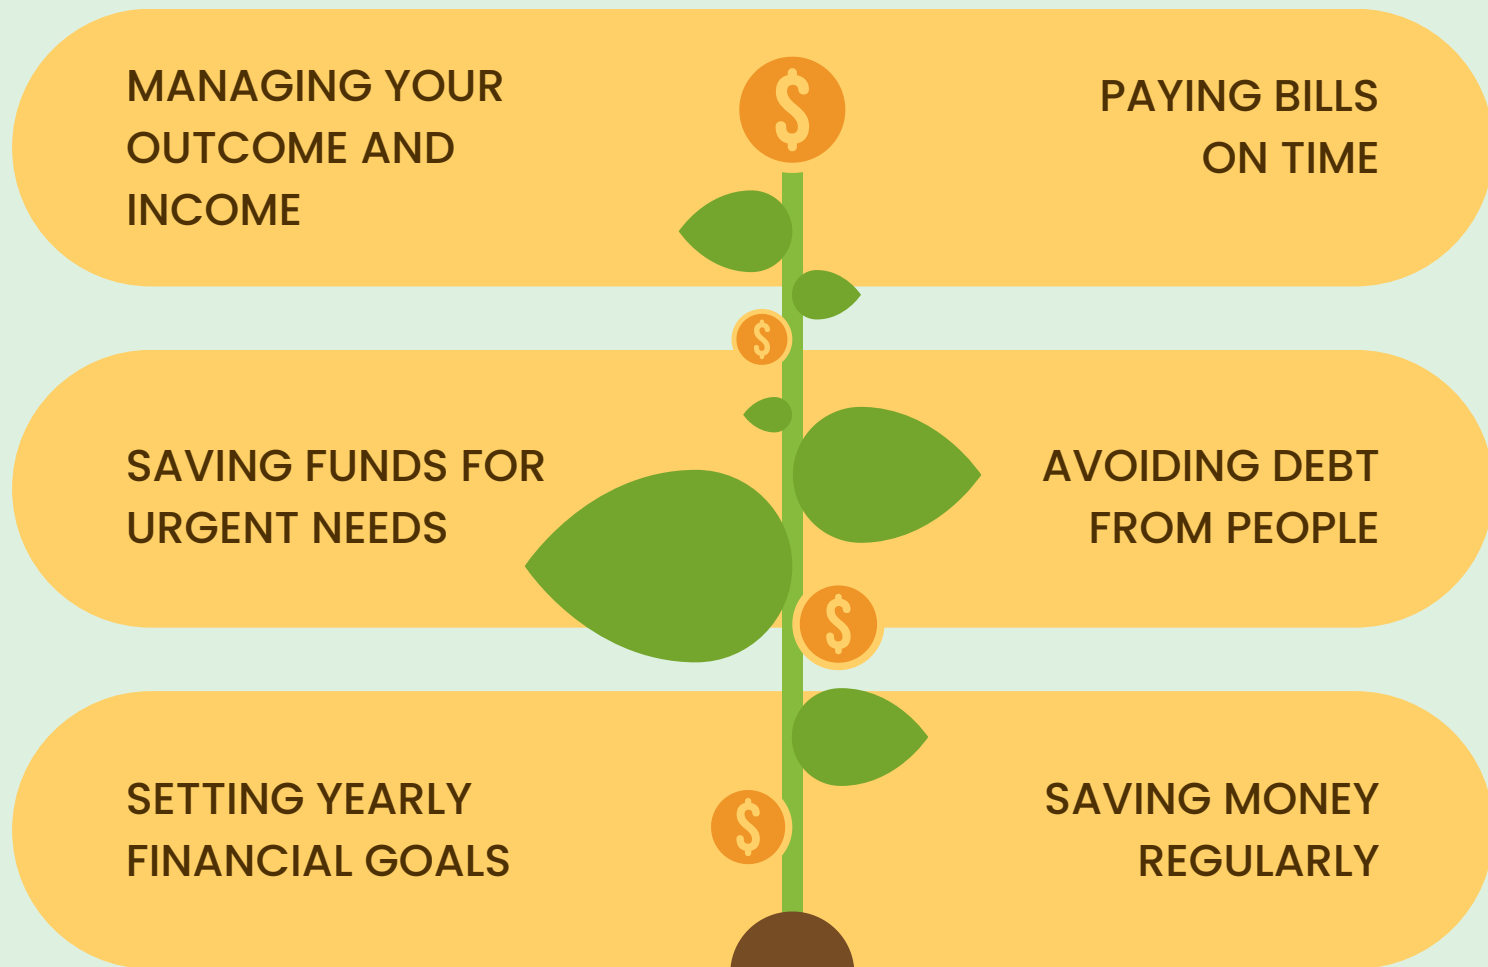 MANAGING YOUR
OUTCOME AND
INCOME
PAYING BILLS
ON TIME
SAVING FUNDS FOR
URGENT NEEDS
AVOIDING DEBT
FROM PEOPLE
SETTING YEARLY
FINANCIAL GOALS
SAVING MONEY
REGULARLY